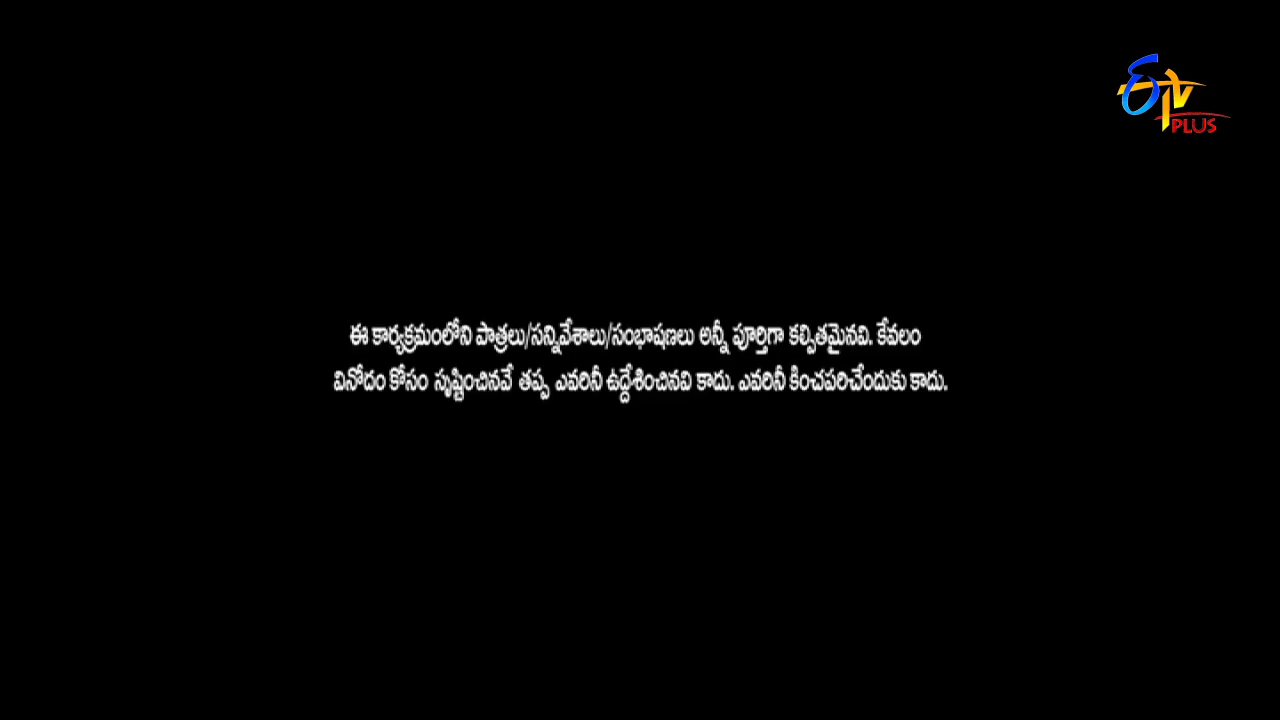 ETV
PLUS
ఈ కార్యక్రమంలోని పాత్రలు/సన్నివేశాలు/సంభాషణలు అన్నీ పూర్తిగా కల్పితమైనవి. కేవలం
వినోదం కోసం సృష్టించినవే తప్ప ఎవరినీ ఉద్దేశించినవి కాదు. ఎవరినీ కించపరిచేందుకు కాదు.